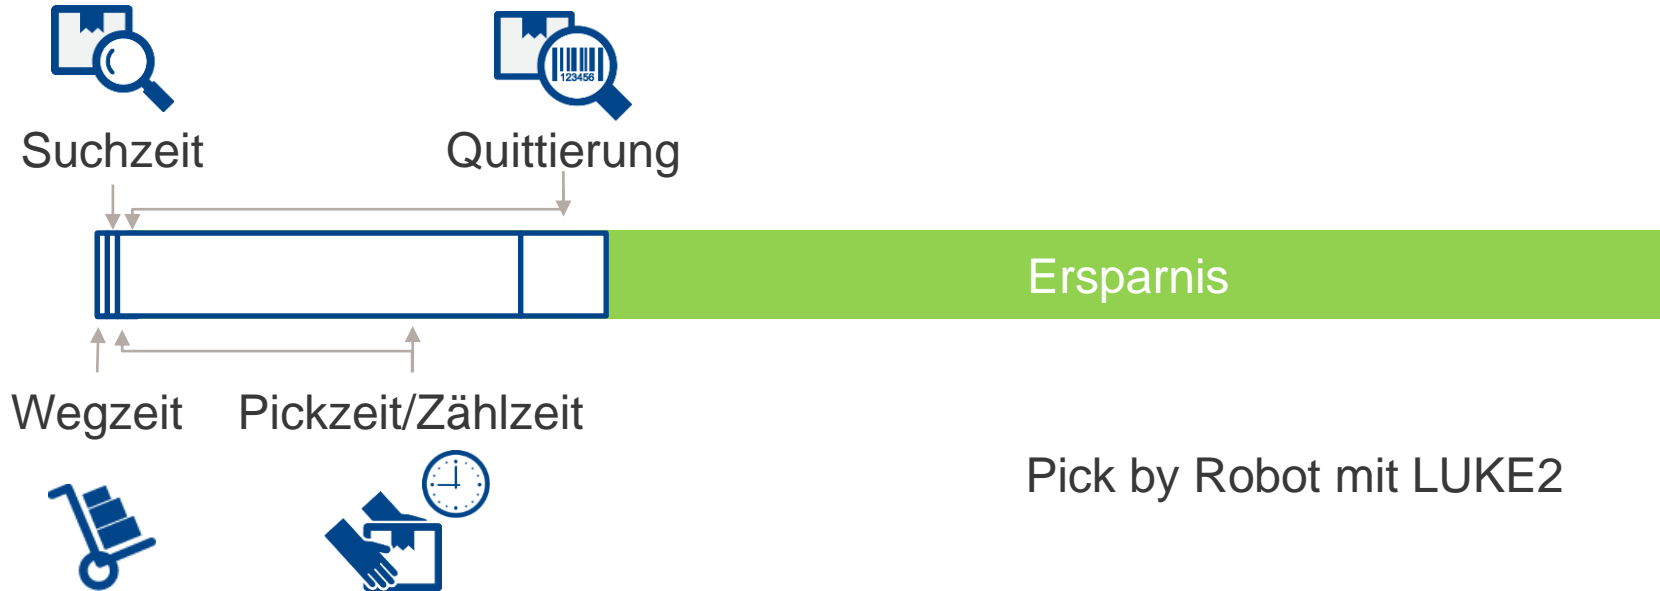 123456
Suchzeit
Quittierung
Ersparnis
Wegzeit
Pickzeit/Zählzeit
Pick by Robot mit LUKE2